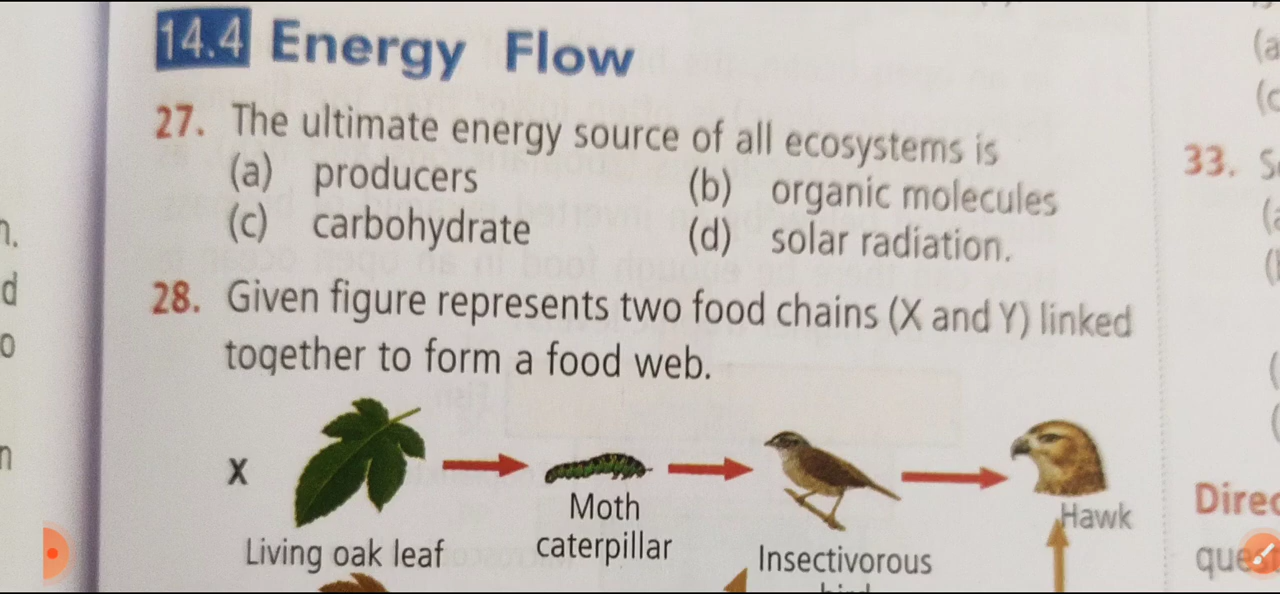 14.4 Energy Flow
27. The ultimate energy source of all ecosystems is
(a) producers (b) organic molecules
(c) carbohydrate (d) solar radiation.
28. Given figure represents two food chains (X and Y) linked
together to form a food web.
X
Living oak leaf
Moth
caterpillar
Insectivorous
Hawk
n.
d
o
n
(a
(c
33. S
(
(
(
(
Direc
ques